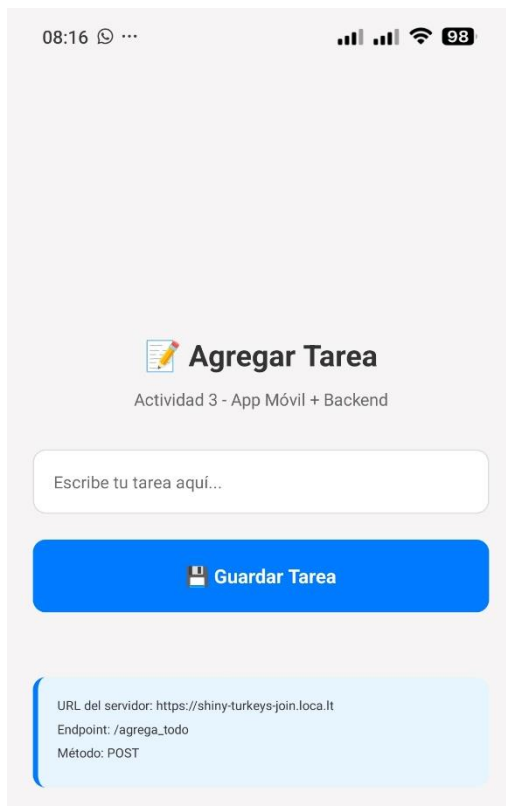 08:16
98
📝 Agregar Tarea
Actividad 3 - App Móvil + Backend
Escribe tu tarea aquí...
💾 Guardar Tarea
URL del servidor: https://shiny-turkeys-join.loca.lt
Endpoint: /agrega_todo
Método: POST